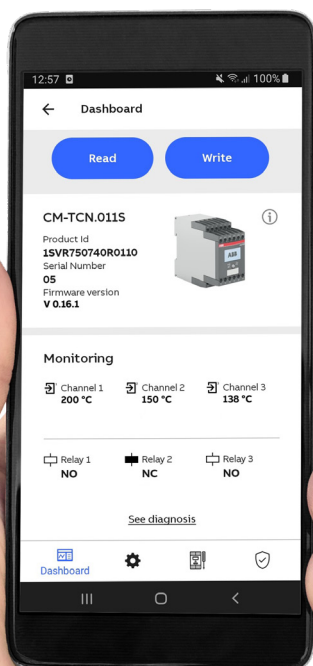 12:57 100%
Dashboard
Read Write
CM-TCN.011S
Product Id
1SVR750740R0110
Serial Number
05
Firmware version
V 0.16.1
ABB
Monitoring
Channel 1 Channel 2 Channel 3
200 °C 150 °C 138 °C
Relay 1 Relay 2 Relay 3
NO NC NO
See diagnosis
Dashboard